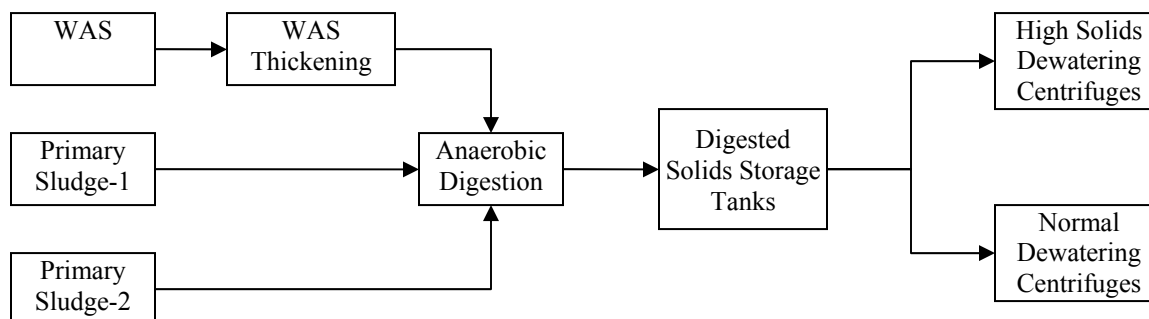 WAS
WAS
Thickening
Primary
Sludge-1
Primary
Sludge-2
Anaerobic
Digestion
Digested
Solids Storage
Tanks
High Solids
Dewatering
Centrifuges
Normal
Dewatering
Centrifuges